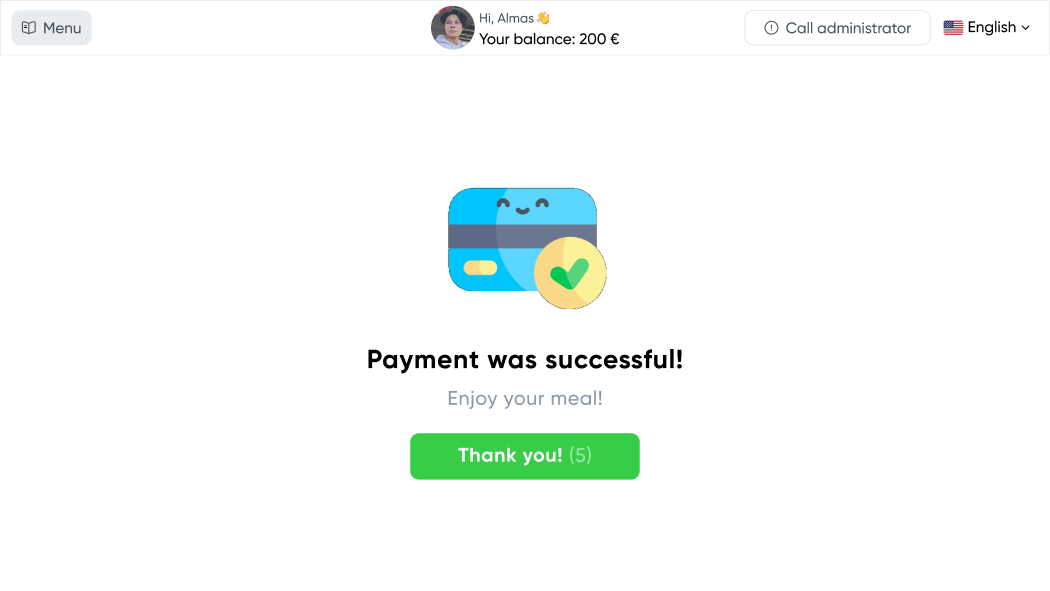 Menu
Hi, Almas 👋
Your balance: 200 €
Call administrator
English
Payment was successful!
Enjoy your meal!
Thank you! (5)